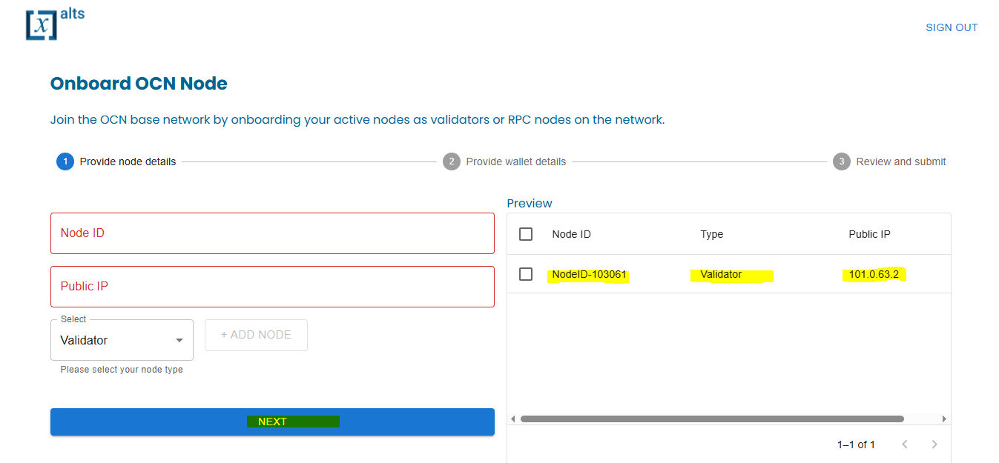 [x] alts
SIGN OUT
Onboard OCN Node
Join the OCN base network by onboarding your active nodes as validators or RPC nodes on the network.
1 Provide node details 2 Provide wallet details 3 Review and submit
Preview
Node ID
Public IP
Select
Validator
+ ADD NODE
Please select your node type
NEXT
Node ID Type Public IP
NodeID-103061 Validator 101.0.63.2
1–1 of 1